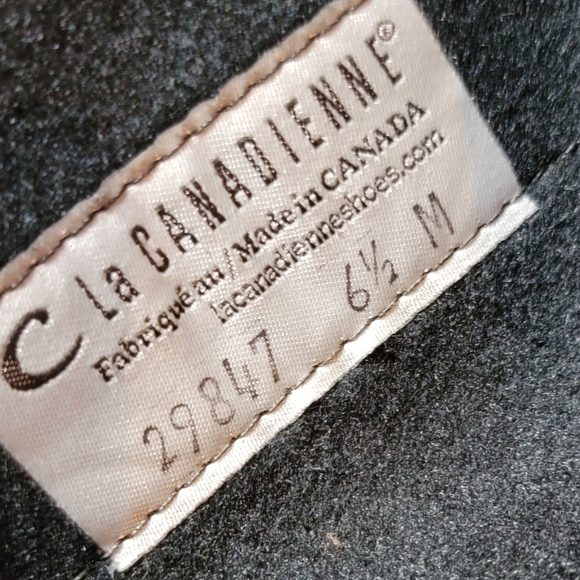 La CANADIENNE®
Fabriqué au / Made in CANADA
lacanadienneshoes.com
29847 6½ M